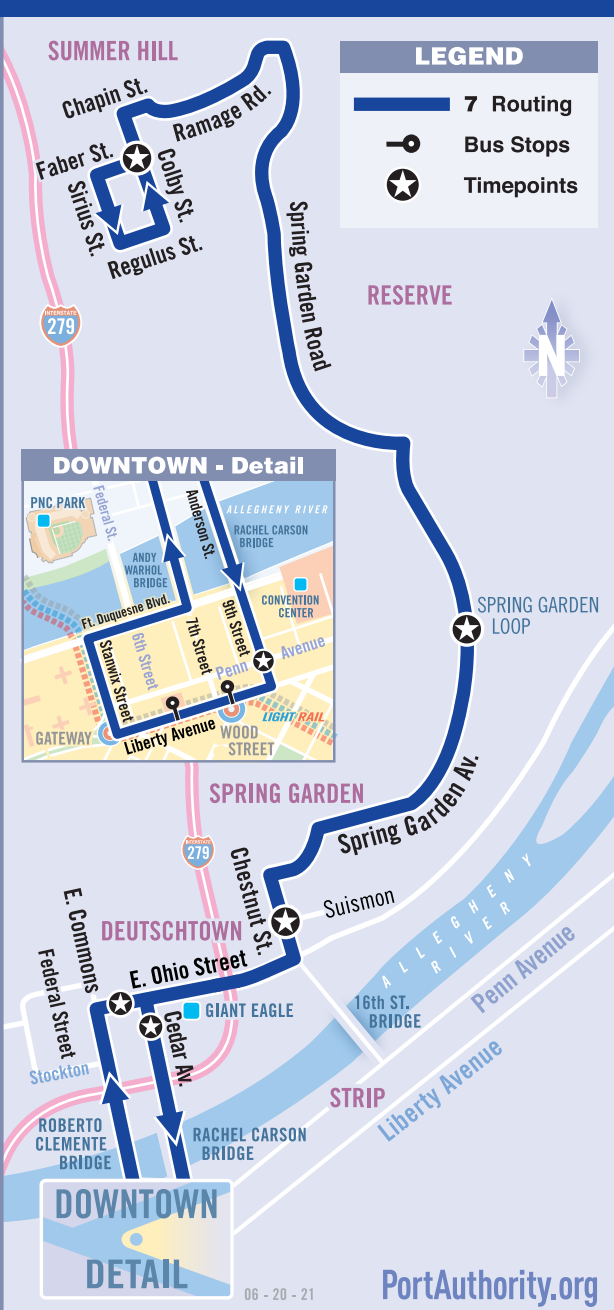 SUMMER HILL
LEGEND
7 Routing
Bus Stops
Timepoints
Chapin St.
Ramage Rd.
Faber St.
Colby St.
Sirius St.
Regulus St.
Spring Garden Road
RESERVE
INTERSTATE
279
N
DOWNTOWN - Detail
PNC PARK
Federal St.
Anderson St.
ALLEGHENY RIVER
RACHEL CARSON
BRIDGE
ANDY
WARHOL
BRIDGE
CONVENTION
CENTER
Ft. Duquesne Blvd.
Stanwix Street
6th Street
7th Street
9th Street
Penn Avenue
LIGHT RAIL
GATEWAY
Liberty Avenue
WOOD
STREET
SPRING GARDEN
LOOP
SPRING GARDEN
Spring Garden Av.
INTERSTATE
279
Chestnut St.
Suismon
DEUTSCHTOWN
E. Commons
E. Ohio Street
Federal Street
GIANT EAGLE
Cedar Av.
Stockton
ALLEGHENY
RIVER
16th ST.
BRIDGE
Penn Avenue
Liberty Avenue
STRIP
ROBERTO
CLEMENTE
BRIDGE
RACHEL CARSON
BRIDGE
DOWNTOWN
DETAIL
06 - 20 - 21
PortAuthority.org